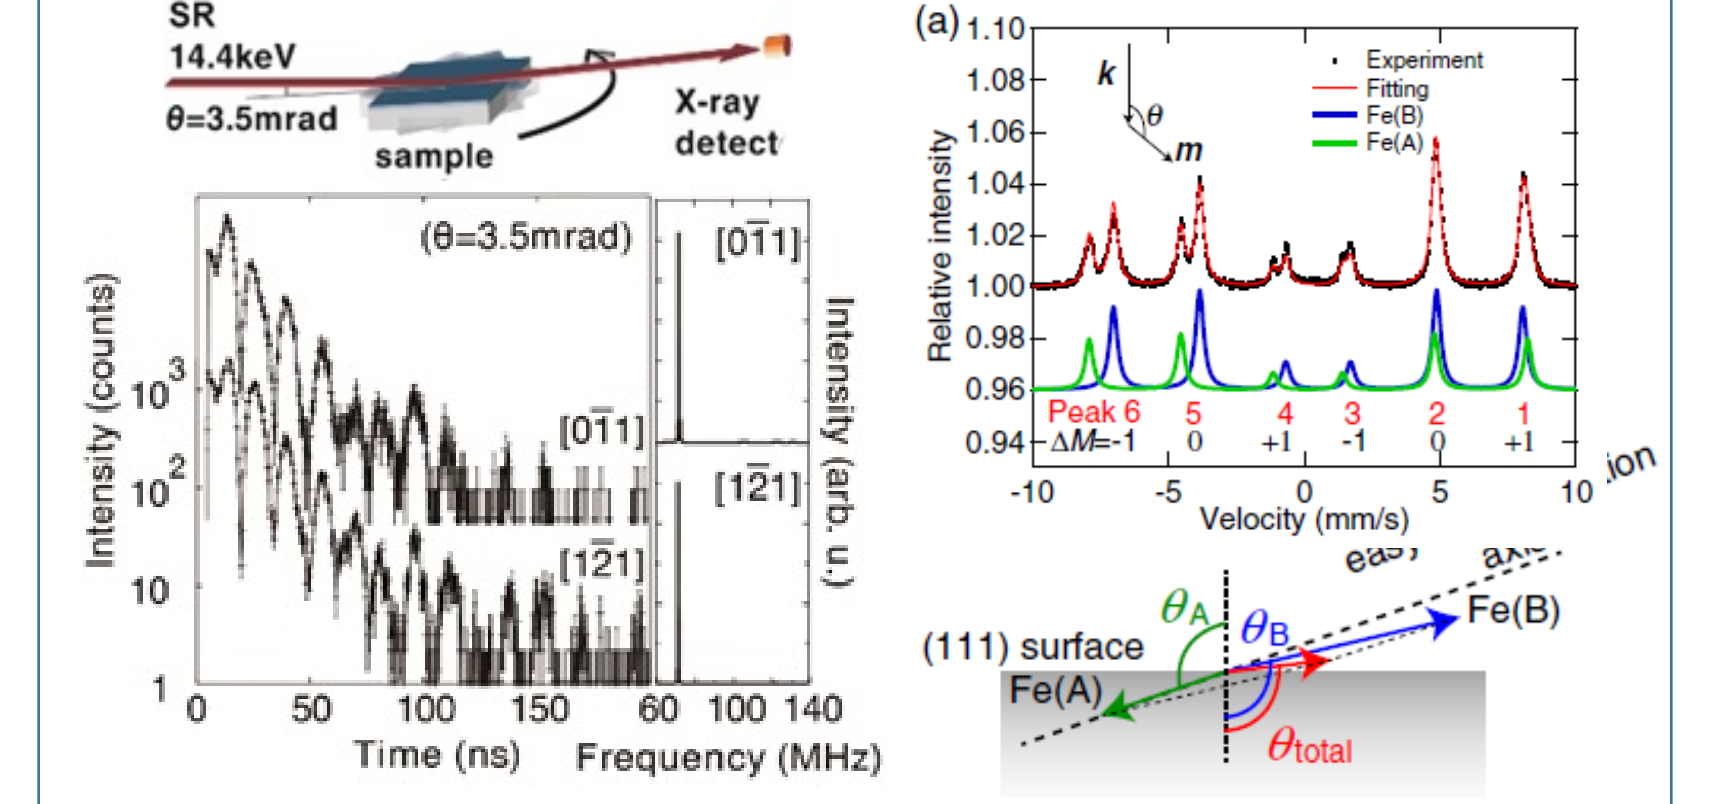 SR
14.4keV
θ=3.5mrad
sample
X-ray
detect
(θ=3.5mrad)
[01̅1]
[01̅1]
[12̅1]
[12̅1]
Intensity (counts)
10³
10²
10
1
0 50 100 150 60 100 140
Time (ns)
Frequency (MHz)
Intensity (arb. u.)
(a)
1.10
1.08
1.06
1.04
1.02
1.00
0.98
0.96
0.94
Relative intensity
k
θ
m
Experiment
Fitting
Fe(B)
Fe(A)
Peak 6 5 4 3 2 1
ΔM=-1 0 +1 -1 0 +1
-10 -5 0 5 10
Velocity (mm/s)
ion
easy axis
θA
θB
Fe(B)
(111) surface
Fe(A)
θtotal